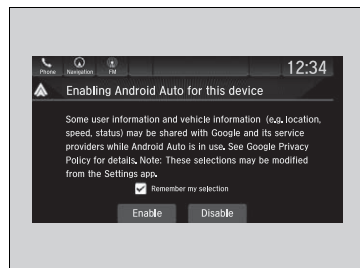 Phone Navigation FM 12:34
Enabling Android Auto for this device
Some user information and vehicle information (e.g. location,
speed, status) may be shared with Google and its service
providers while Android Auto is in use. See Google Privacy
Policy for details. Note: These selections may be modified
from the Settings app.
Remember my selection
Enable Disable